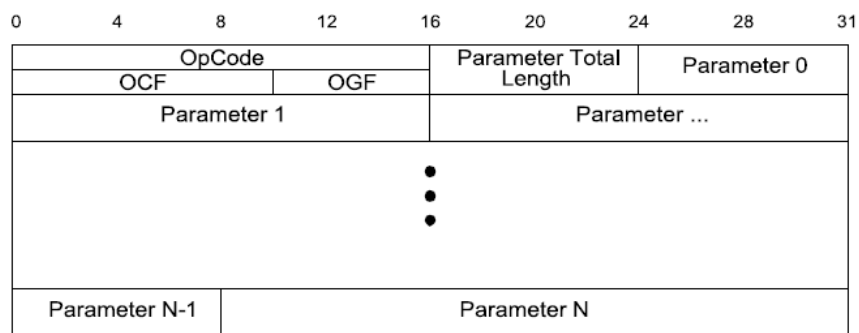 0 4 8 12 16 20 24 28 31
OpCode
OCF OGF
Parameter Total
Length
Parameter 0
Parameter 1 Parameter ...
Parameter N-1 Parameter N